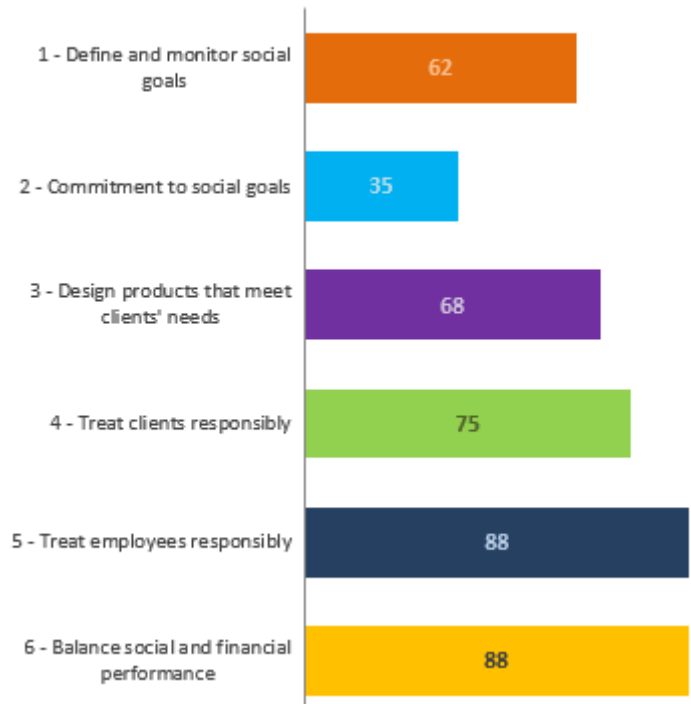 1 - Define and monitor social
goals
62
2 - Commitment to social goals
35
3 - Design products that meet
clients' needs
68
4 - Treat clients responsibly
75
5 - Treat employees responsibly
88
6 - Balance social and financial
performance
88